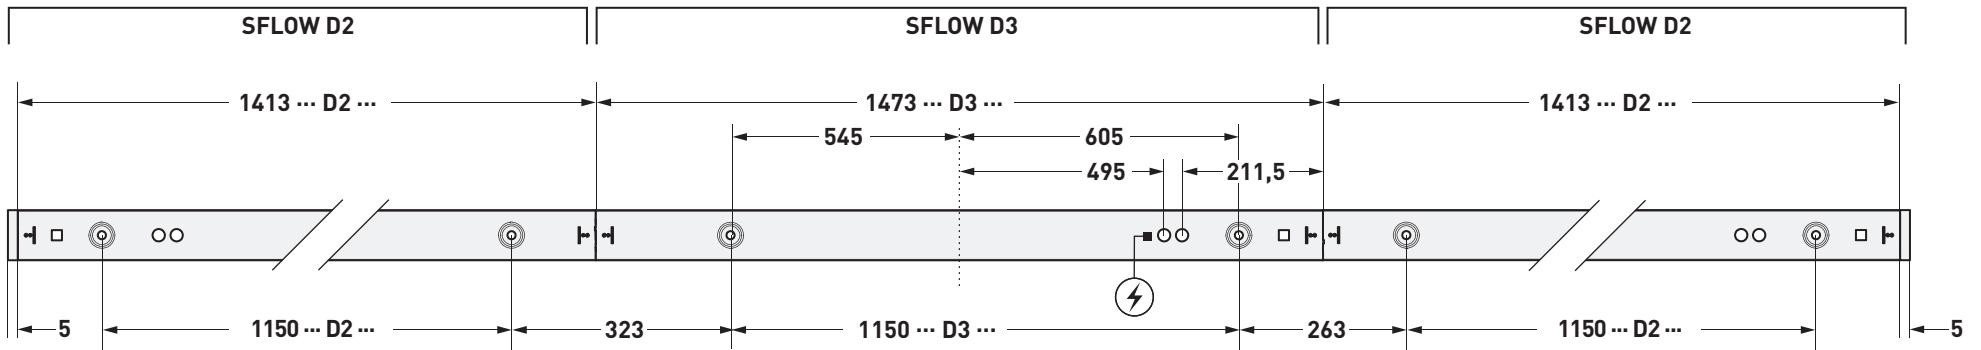 SFLOW D2 SFLOW D3 SFLOW D2
1413 ··· D2 ··· 1473 ··· D3 ··· 1413 ··· D2 ···
545 605
495 211,5
5 1150 ··· D2 ··· 323 1150 ··· D3 ··· 263 1150 ··· D2 ··· 5